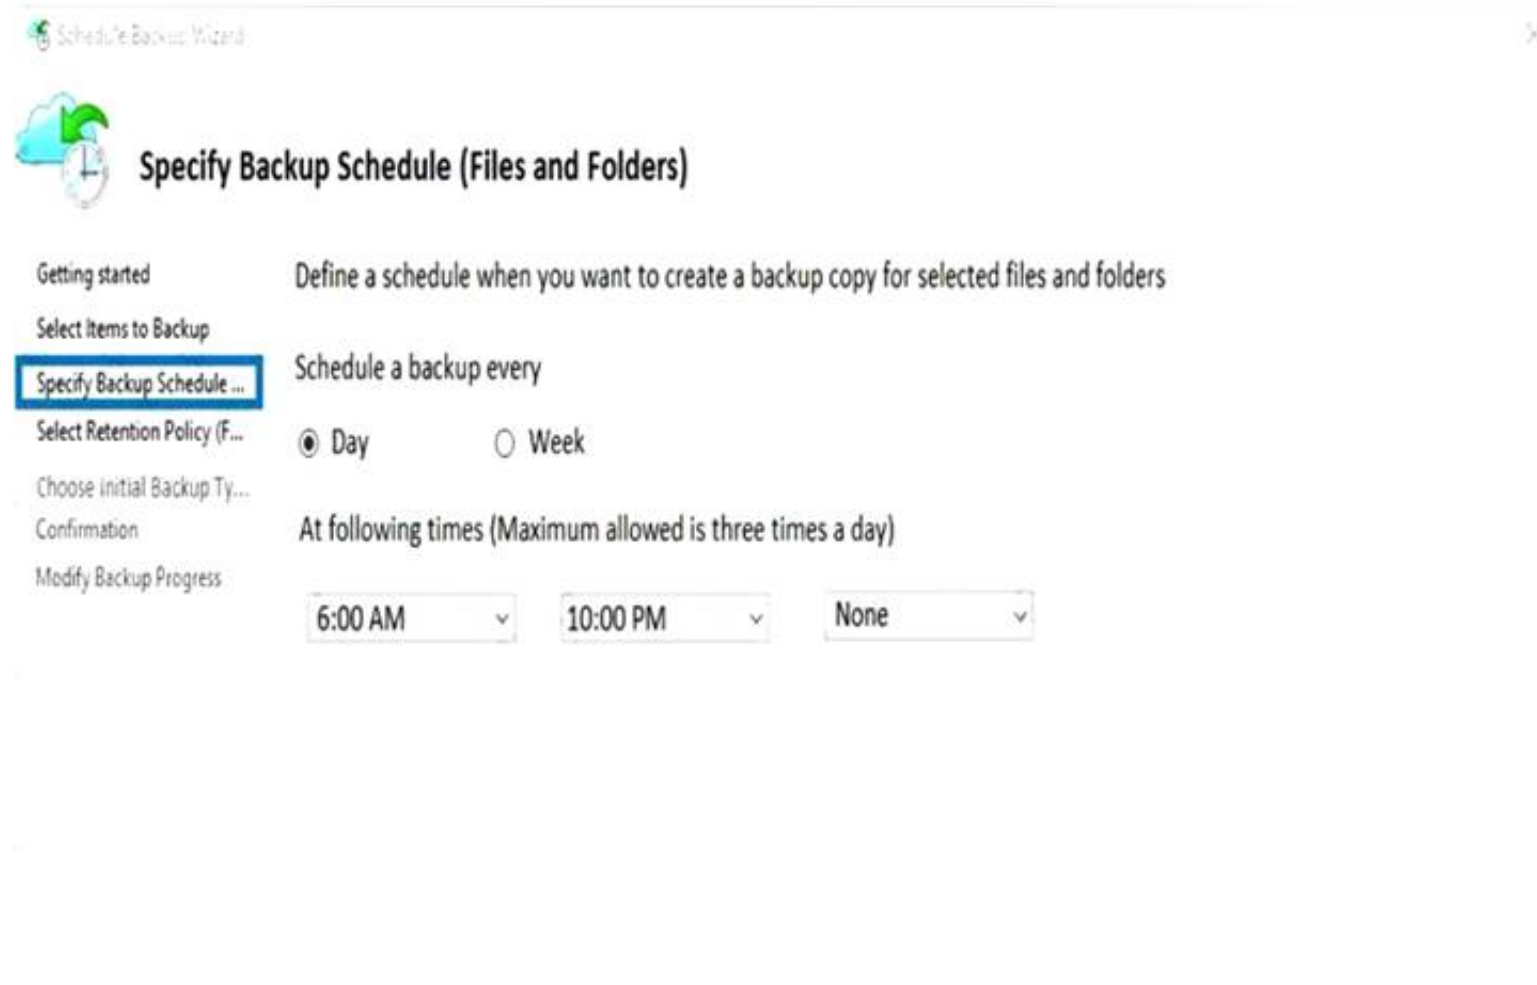 Schedule Backup Wizard
Specify Backup Schedule (Files and Folders)
Getting started
Select Items to Backup
Specify Backup Schedule ...
Select Retention Policy (F...
Choose Initial Backup Ty...
Confirmation
Modify Backup Progress
Define a schedule when you want to create a backup copy for selected files and folders
Schedule a backup every
Day Week
At following times (Maximum allowed is three times a day)
6:00 AM 10:00 PM None